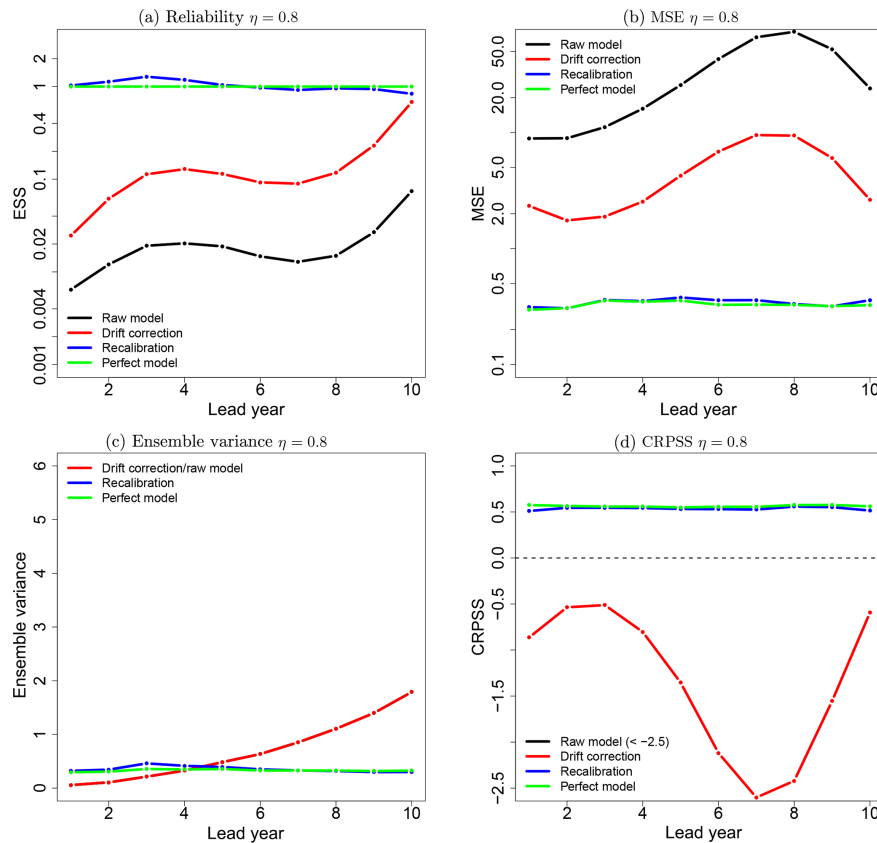 (a) Reliability η = 0.8
ESS
2
1
0.4
0.1
0.02
0.004
0.001
Raw model
Drift correction
Recalibration
Perfect model
2 4 6 8 10
Lead year
(b) MSE η = 0.8
MSE
50.0
20.0
5.0
2.0
0.5
0.1
Raw model
Drift correction
Recalibration
Perfect model
2 4 6 8 10
Lead year
(c) Ensemble variance η = 0.8
Ensemble variance
6
5
4
3
2
1
0
Drift correction/raw model
Recalibration
Perfect model
2 4 6 8 10
Lead year
(d) CRPSS η = 0.8
CRPSS
1.0
0.5
0.0
−0.5
−1.5
−2.5
Raw model (< −2.5)
Drift correction
Recalibration
Perfect model
2 4 6 8 10
Lead year